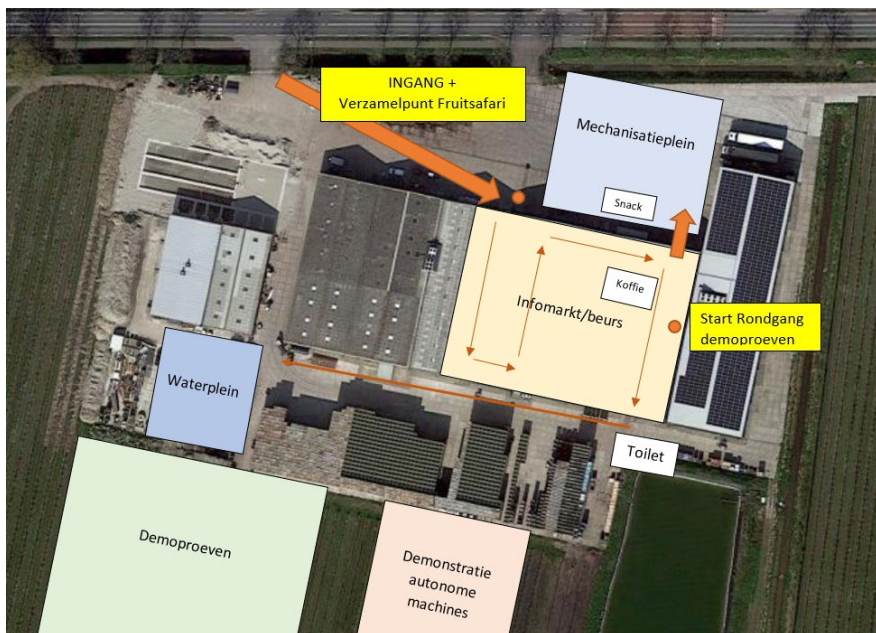 INGANG +
Verzamelpunt Fruitsafari
Mechanisatieplein
Snack
Koffie
Infomarkt/beurs
Start Rondgang
demoproeven
Waterplein
Toilet
Demoproeven
Demonstratie
autonome
machines